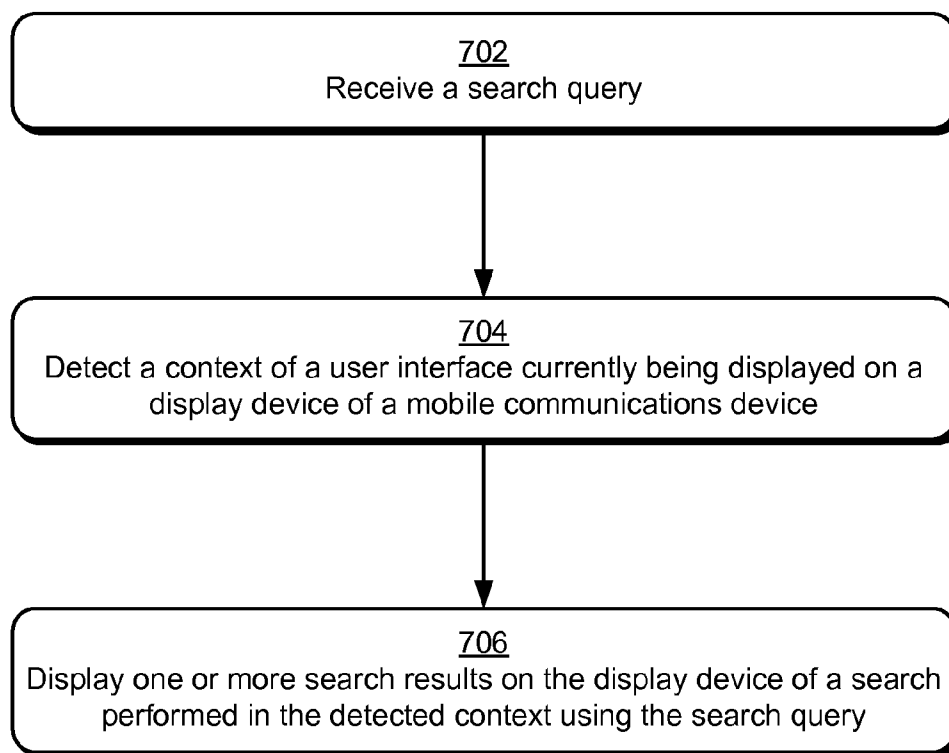 702
Receive a search query
704
Detect a context of a user interface currently being displayed on a
display device of a mobile communications device
706
Display one or more search results on the display device of a search
performed in the detected context using the search query